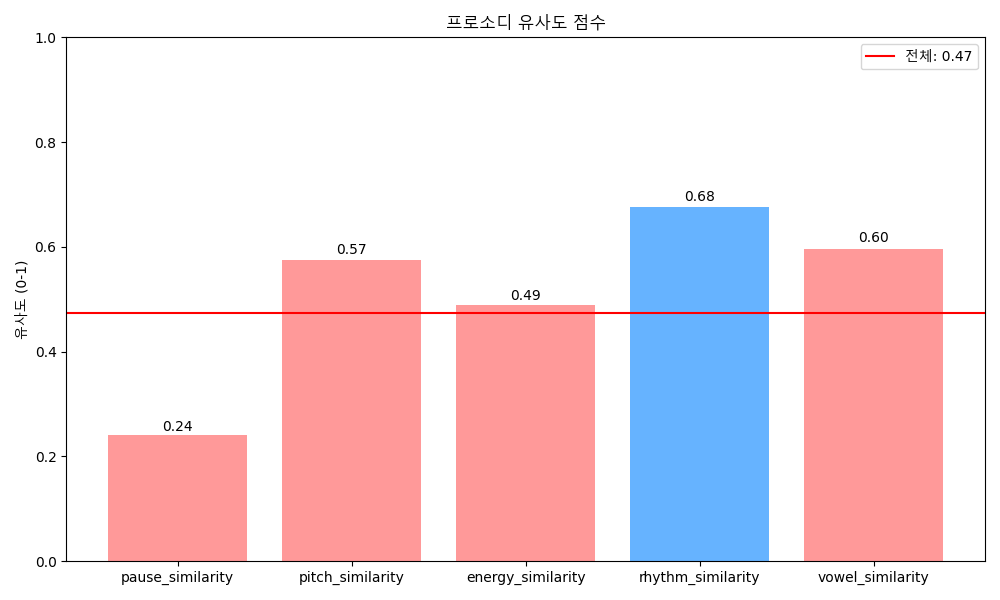 프로소디 유사도 점수
전체: 0.47
유사도 (0-1)
1.0
0.8
0.6
0.4
0.2
0.0
0.24
0.57
0.49
0.68
0.60
pause_similarity
pitch_similarity
energy_similarity
rhythm_similarity
vowel_similarity